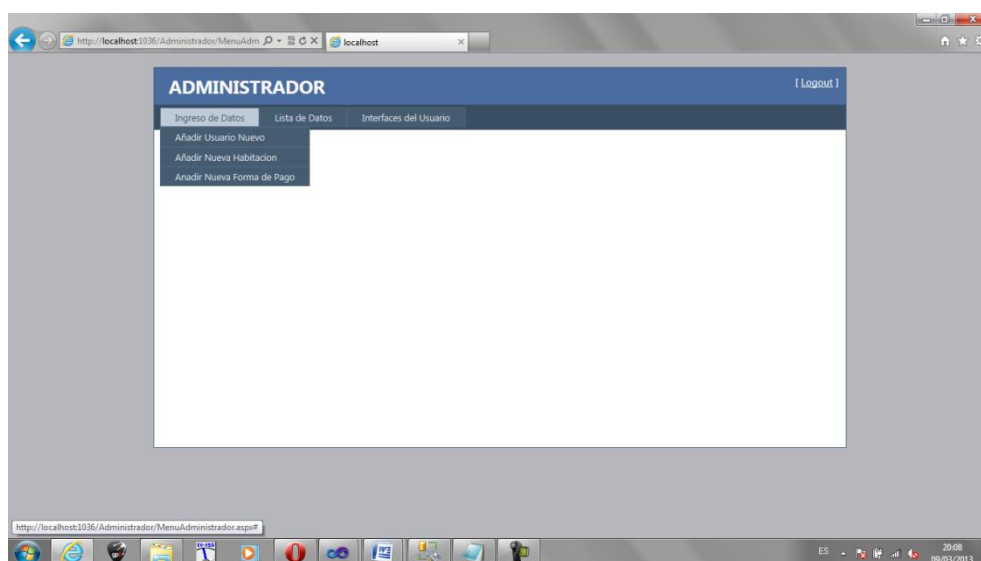 http://localhost:1036/Administrador/MenuAdm
localhost
ADMINISTRADOR
[ Logout ]
Ingreso de Datos Lista de Datos Interfaces del Usuario
Añadir Usuario Nuevo
Añadir Nueva Habitacion
Anadir Nueva Forma de Pago
http://localhost:1036/Administrador/MenuAdministrador.aspx#
ES
20:08
09/03/2013